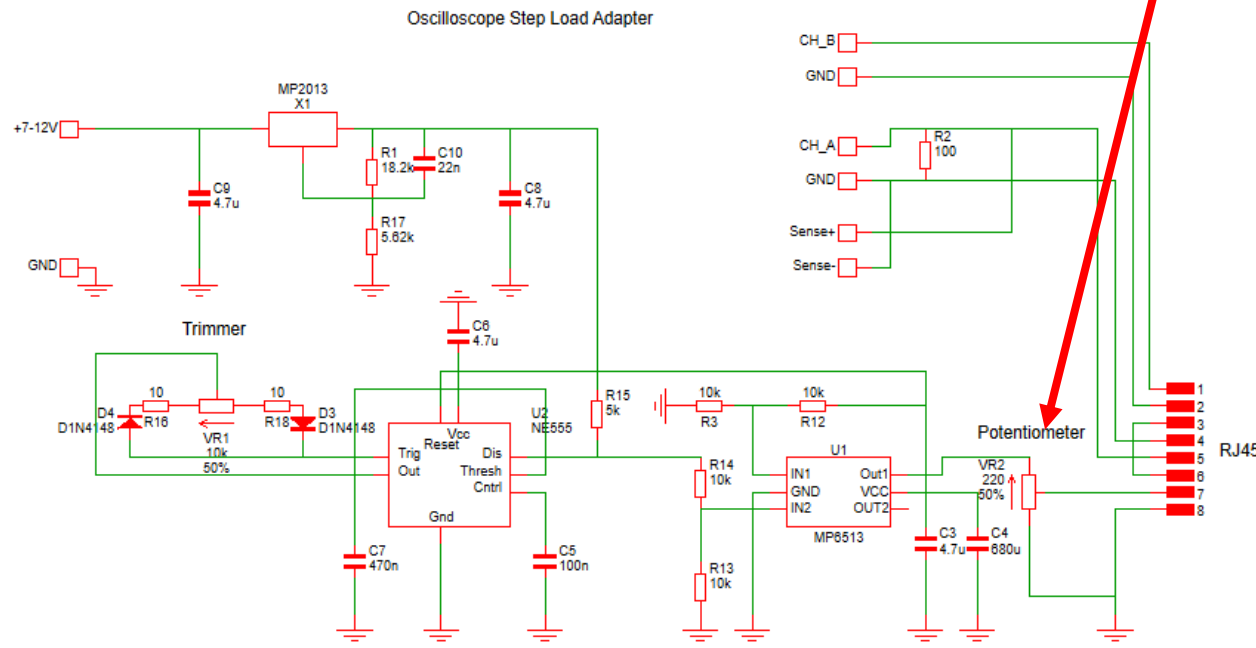 Oscilloscope Step Load Adapter
CH_B
GND
MP2013
X1
+7-12V
CH_A
GND
R2
100
R1
18.2k
C10
22n
C9
4.7u
C8
4.7u
R17
5.62k
Sense+
Sense-
GND
Trimmer
C6
4.7u
10
R16
10
R18
D4
D1N4148
D3
D1N4148
VR1
10k
50%
U2
NE555
Vcc
Reset
Trig
Out
Dis
Thresh
Cntrl
Gnd
R15
5k
10k
R3
10k
R12
R14
10k
U1
IN1
GND
IN2
Out1
VCC
OUT2
MP6513
Potentiometer
VR2
220
50%
1
2
3
4
5
6
7
8
RJ45
C7
470n
C5
100n
R13
10k
C3
4.7u
C4
680u